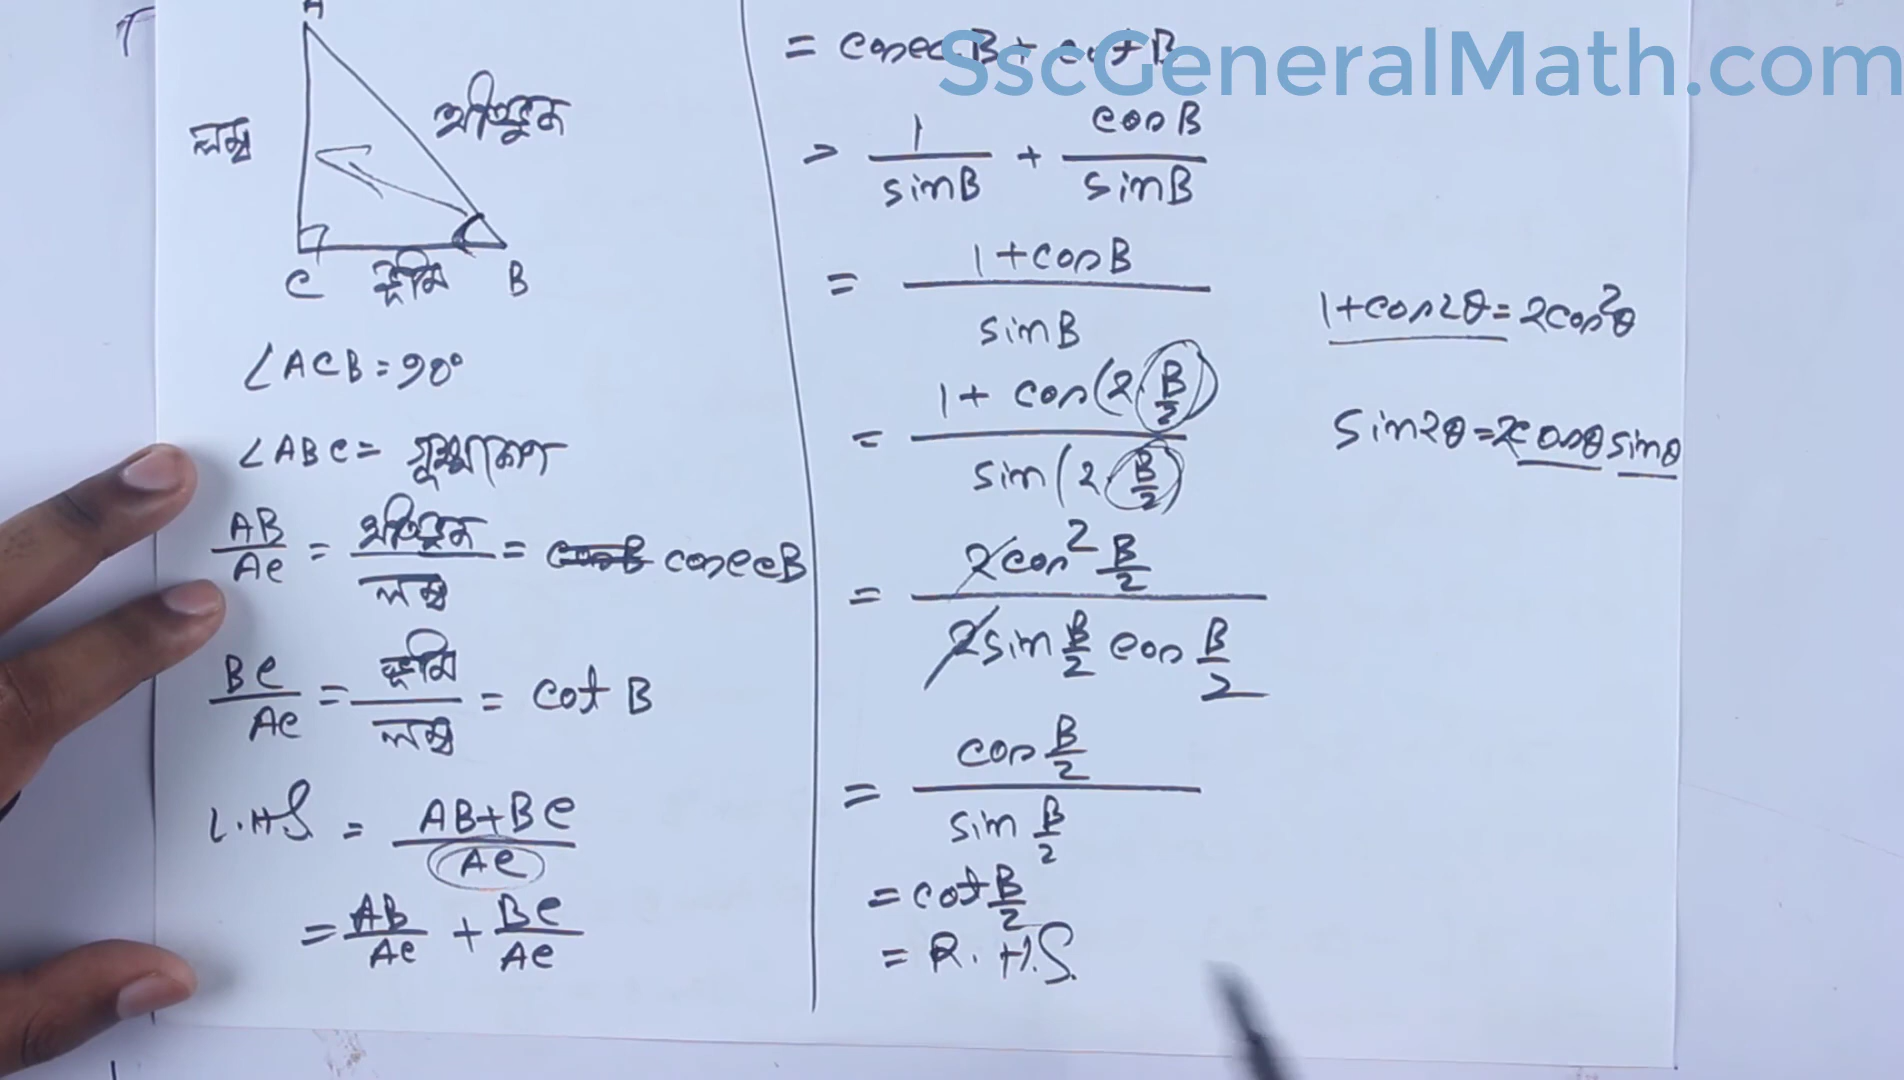 SscGeneralMath.com
A
লম্ব
অতিভুজ
C ভূমি B
∠ACB = 90°
∠ABC = সূক্ষ্মকোণ
AB/AC = অতিভুজ/লম্ব = cosecB
BC/AC = ভূমি/লম্ব = cot B
L.H.S = AB+BC/AC
= AB/AC + BC/AC
= cosec B + cot B
= 1/sinB + cosB/sinB
= 1+cosB/sinB
= 1+ cos(2.B/2)/sin(2.B/2)
= 2cos² B/2/2sin B/2 cos B/2
= cos B/2/sin B/2
= cot B/2
= R.H.S.
1+cos2θ = 2cos²θ
Sin2θ = 2cosθ sinθ